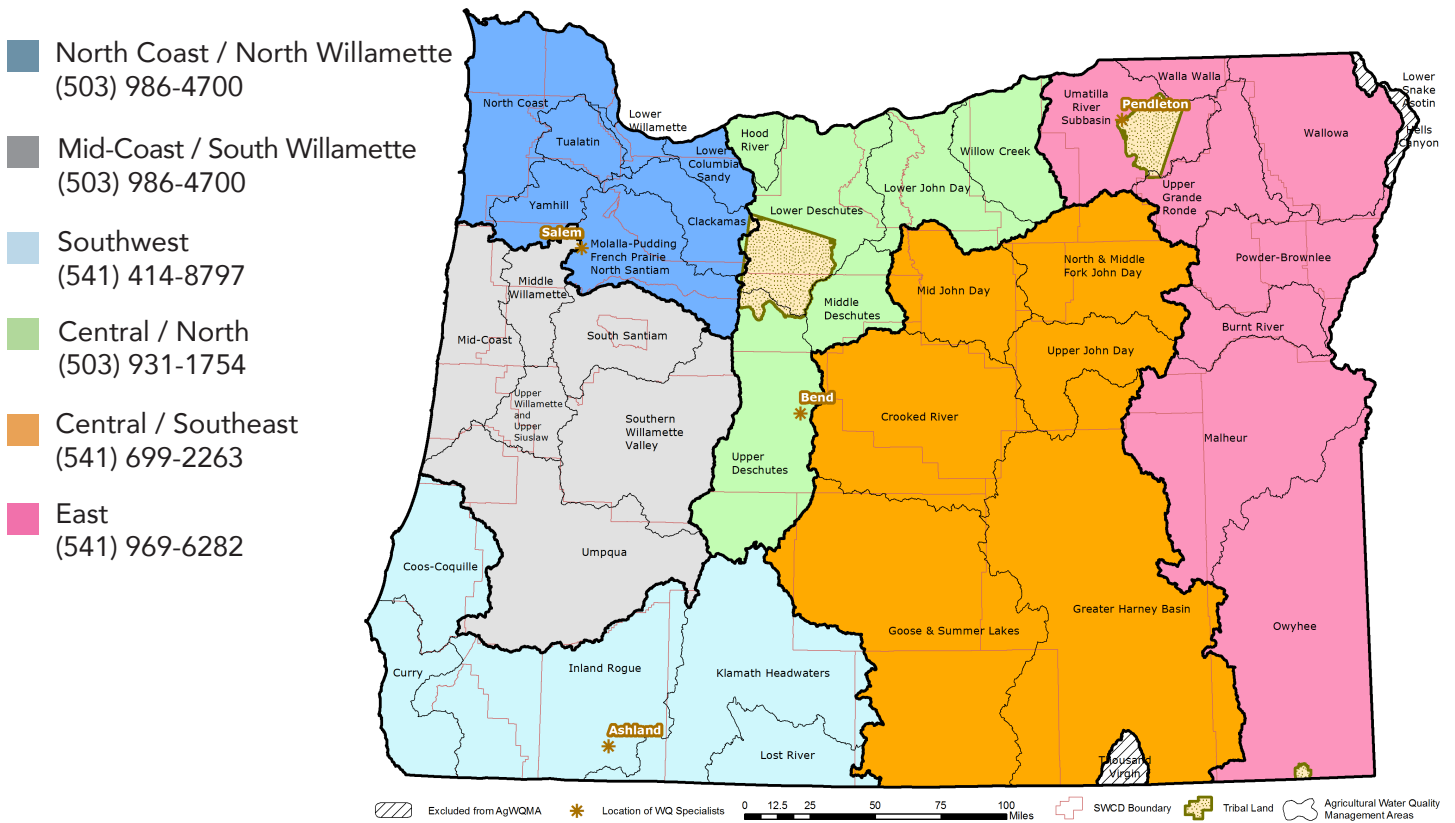 North Coast / North Willamette
(503) 986-4700
Mid-Coast / South Willamette
(503) 986-4700
Southwest
(541) 414-8797
Central / North
(503) 931-1754
Central / Southeast
(541) 699-2263
East
(541) 969-6282
North Coast
Tualatin
Lower
Willamette
Lower
Columbia
Sandy
Yamhill
Clackamas
Salem
Molalla-Pudding
French Prairie
North Santiam
Hood
River
Lower Deschutes
Lower John Day
Willow Creek
Middle
Deschutes
Bend
Upper
Deschutes
Umatilla
River
Subbasin
Walla Walla
Pendleton
Wallowa
Lower
Snake
Asotin
Hells
Canyon
Upper
Grande
Ronde
Powder-Brownlee
Burnt River
Malheur
Owyhee
Middle
Willamette
Mid-Coast
South Santiam
Upper
Willamette
and
Upper
Siuslaw
Southern
Willamette
Valley
Umpqua
Mid John Day
North & Middle
Fork John Day
Upper John Day
Crooked River
Goose & Summer Lakes
Greater Harney Basin
Thousand
Virgin
Coos-Coquille
Curry
Inland Rogue
Ashland
Klamath Headwaters
Lost River
Excluded from AgWQMA
Location of WQ Specialists
0 12.5 25 50 75 100
Miles
SWCD Boundary
Tribal Land
Agricultural Water Quality
Management Areas